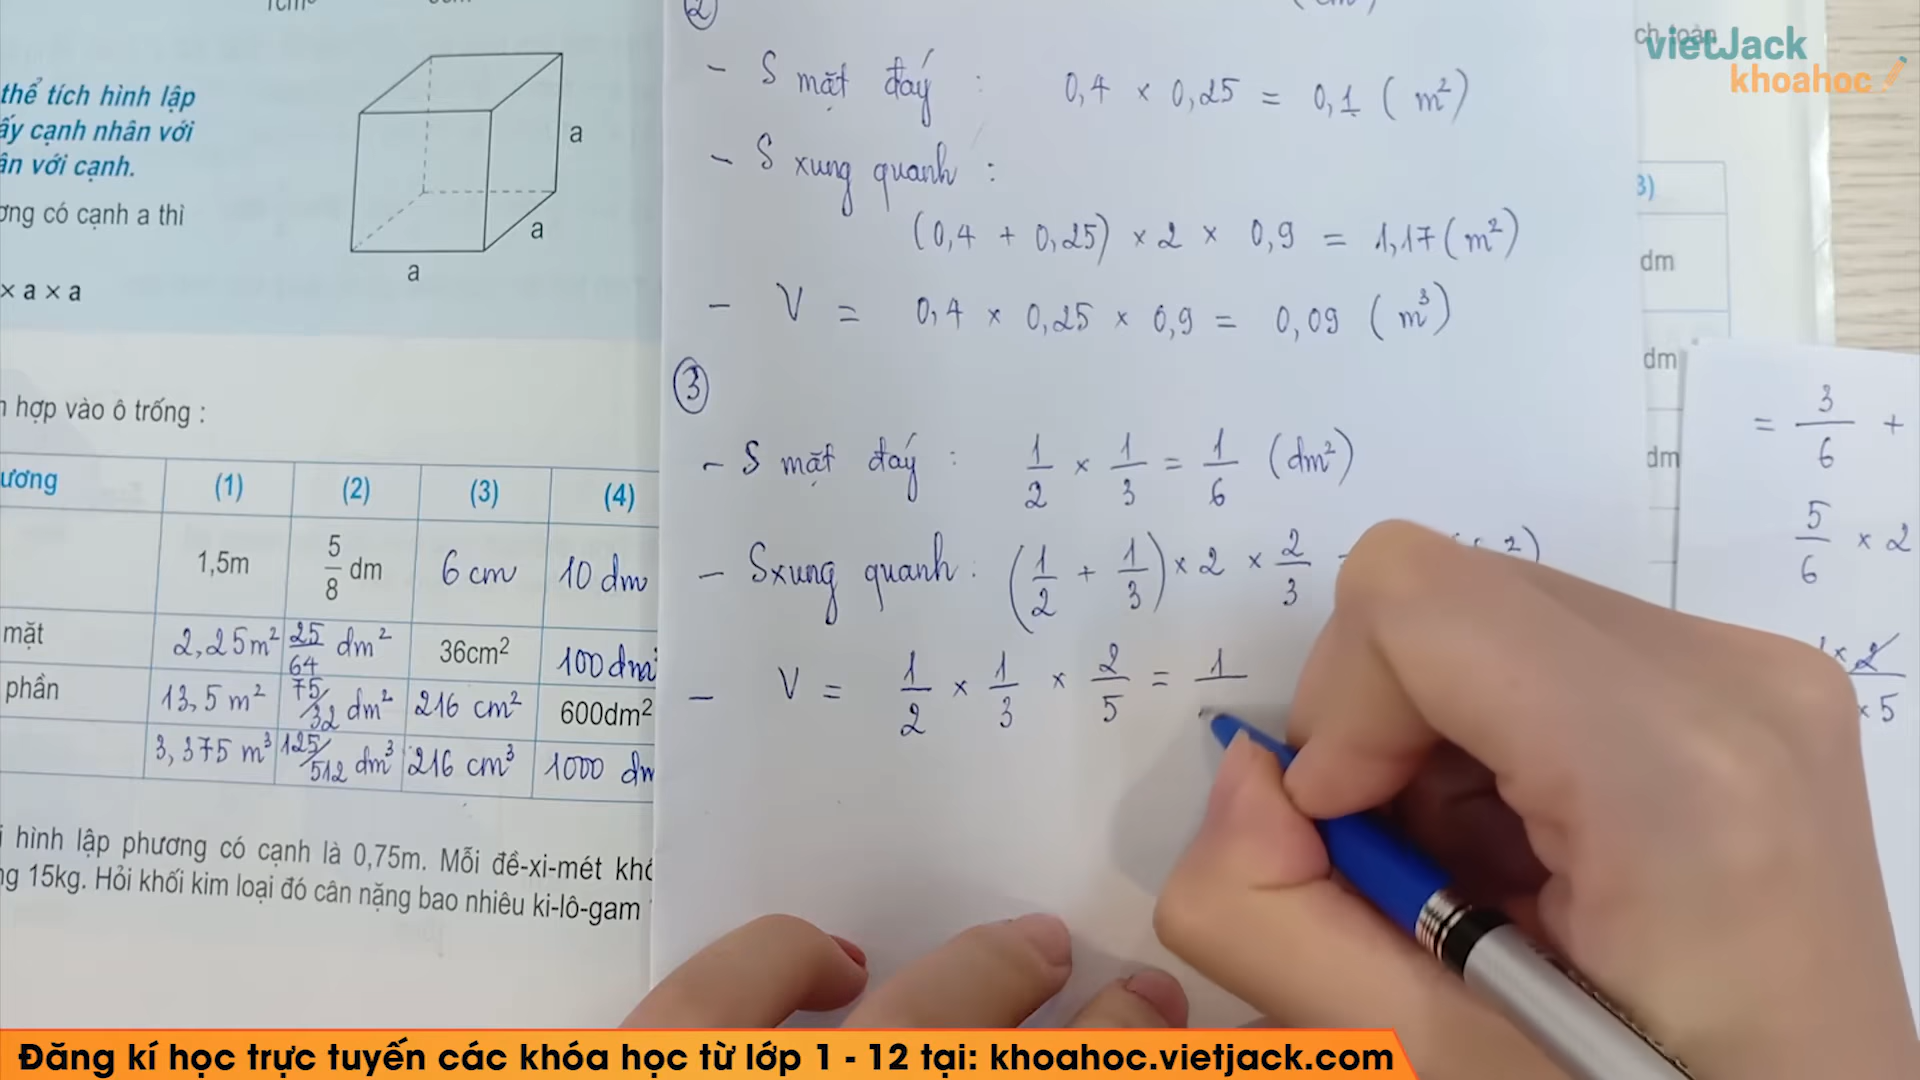 vietJack
khoahoc
thể tích hình lập
ấy cạnh nhân với
ân với cạnh.
ơng có cạnh a thì
× a × a
a
a
a
h hợp vào ô trống :
ương (1) (2) (3) (4)
1,5m 5/8 dm 6 cm 10 dm
mặt 2,25m² 25/64 dm² 36cm² 100 dm²
phần 13,5 m² 75/32 dm² 216 cm² 600dm²
3,375 m³ 125/512 dm³ 216 cm³ 1000 dm
hình lập phương có cạnh là 0,75m. Mỗi đề-xi-mét khố
ng 15kg. Hỏi khối kim loại đó cân nặng bao nhiêu ki-lô-gam
2
- S mặt đáy : 0,4 × 0,25 = 0,1 ( m²)
- S xung quanh :
(0,4 + 0,25) × 2 × 0,9 = 1,17 (m²)
- V = 0,4 × 0,25 × 0,9 = 0,09 (m³)
3
- S mặt đáy : 1/2 × 1/3 = 1/6 (dm²)
- Sxung quanh : (1/2 + 1/3) × 2 × 2/3
- V = 1/2 × 1/3 × 2/5 = 1
3)
dm
dm
dm
= 3/6 +
5/6 × 2
× 2
× 5
Đăng kí học trực tuyến các khóa học từ lớp 1 - 12 tại: khoahoc.vietjack.com